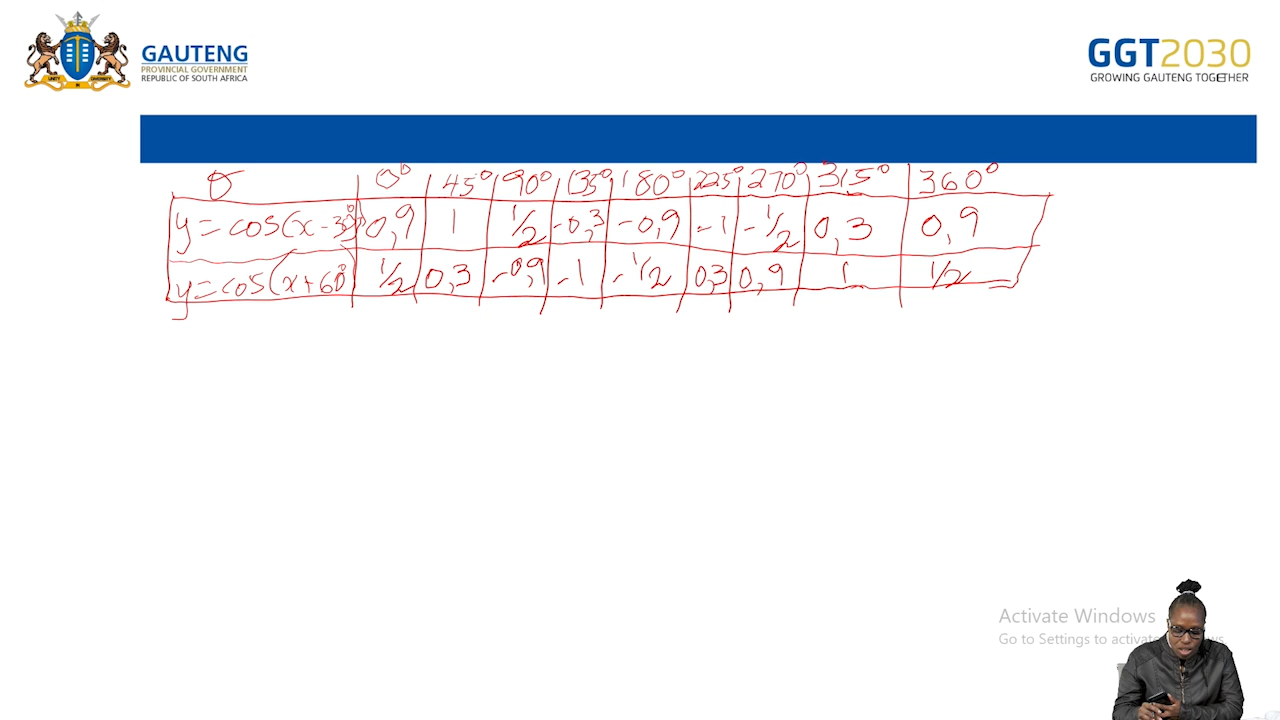 GAUTENG
PROVINCIAL GOVERNMENT
REPUBLIC OF SOUTH AFRICA
UNITY IN DIVERSITY
GGT2030
GROWING GAUTENG TOGETHER
θ 0° 45° 90° 135° 180° 225° 270° 315° 360°
y = cos(x - 30°) 0,9 1 1/2 -0,3 -0,9 -1 -1/2 0,3 0,9
y = cos(x + 60°) 1/2 0,3 -0,9 -1 -1/2 0,3 0,9 1 1/2
Activate Windows
Go to Settings to activate